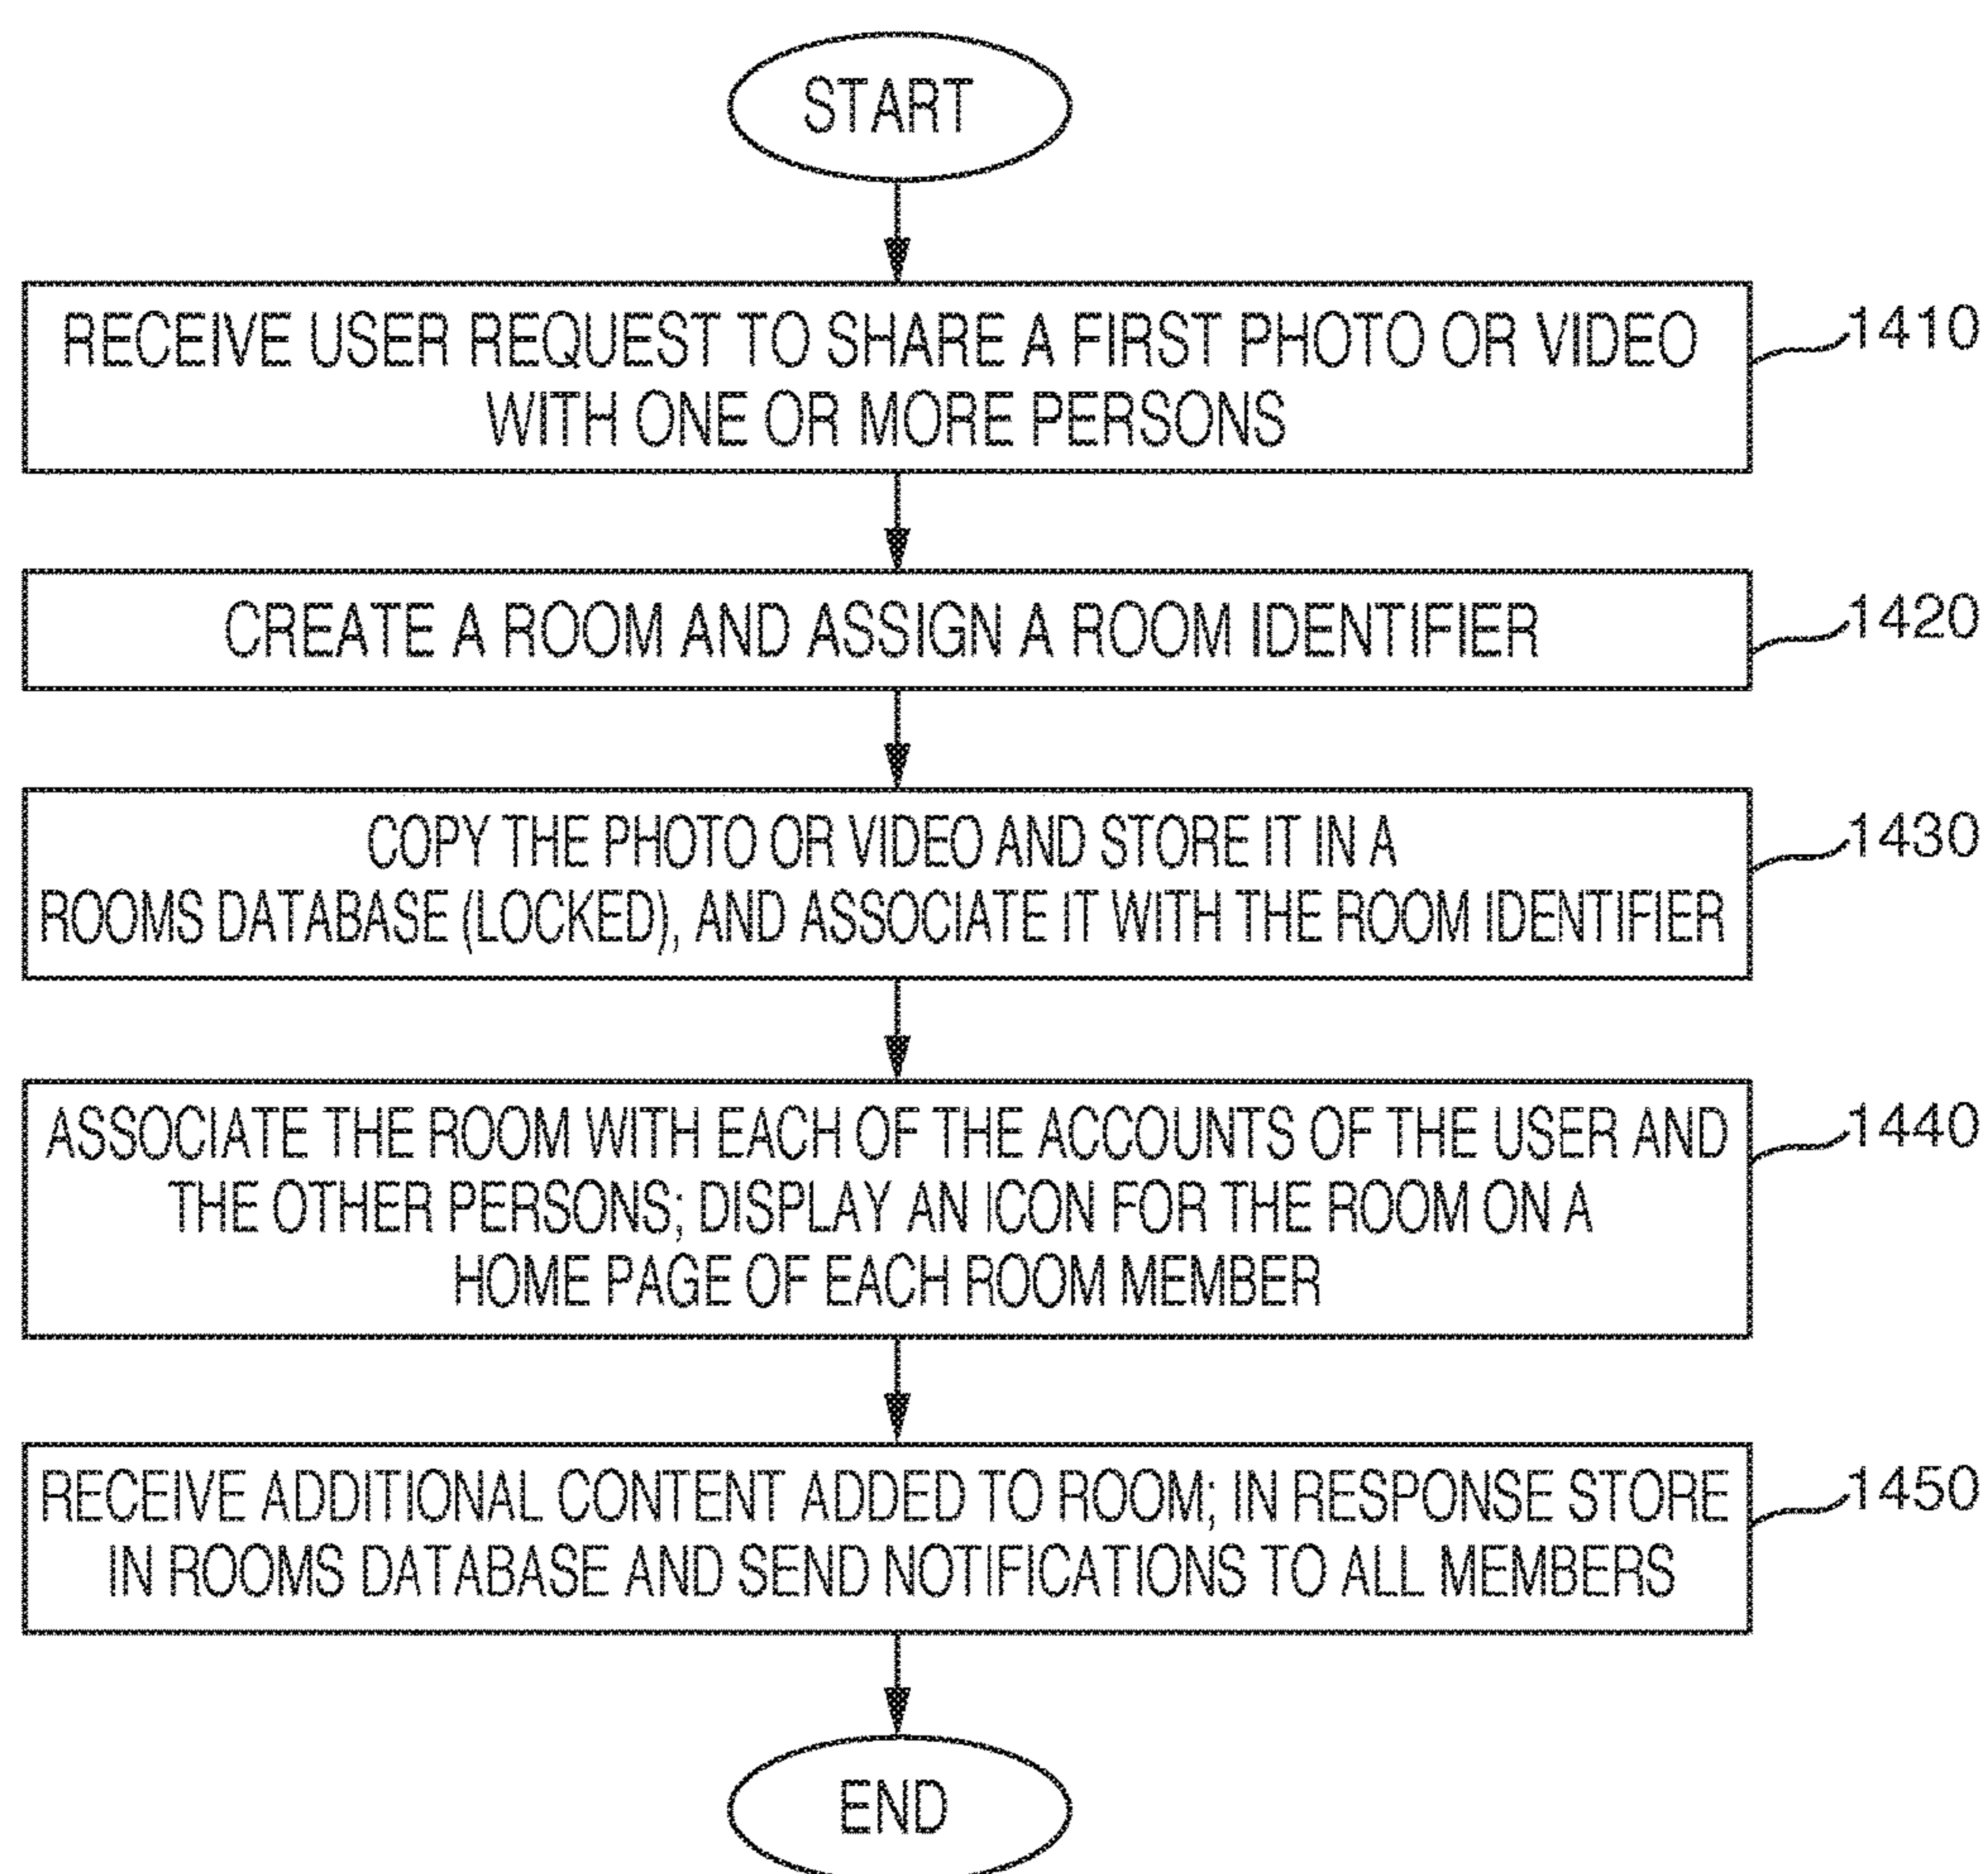 START
RECEIVE USER REQUEST TO SHARE A FIRST PHOTO OR VIDEO
WITH ONE OR MORE PERSONS
1410
CREATE A ROOM AND ASSIGN A ROOM IDENTIFIER
1420
COPY THE PHOTO OR VIDEO AND STORE IT IN A
ROOMS DATABASE (LOCKED), AND ASSOCIATE IT WITH THE ROOM IDENTIFIER
1430
ASSOCIATE THE ROOM WITH EACH OF THE ACCOUNTS OF THE USER AND
THE OTHER PERSONS; DISPLAY AN ICON FOR THE ROOM ON A
HOME PAGE OF EACH ROOM MEMBER
1440
RECEIVE ADDITIONAL CONTENT ADDED TO ROOM; IN RESPONSE STORE
IN ROOMS DATABASE AND SEND NOTIFICATIONS TO ALL MEMBERS
1450
END